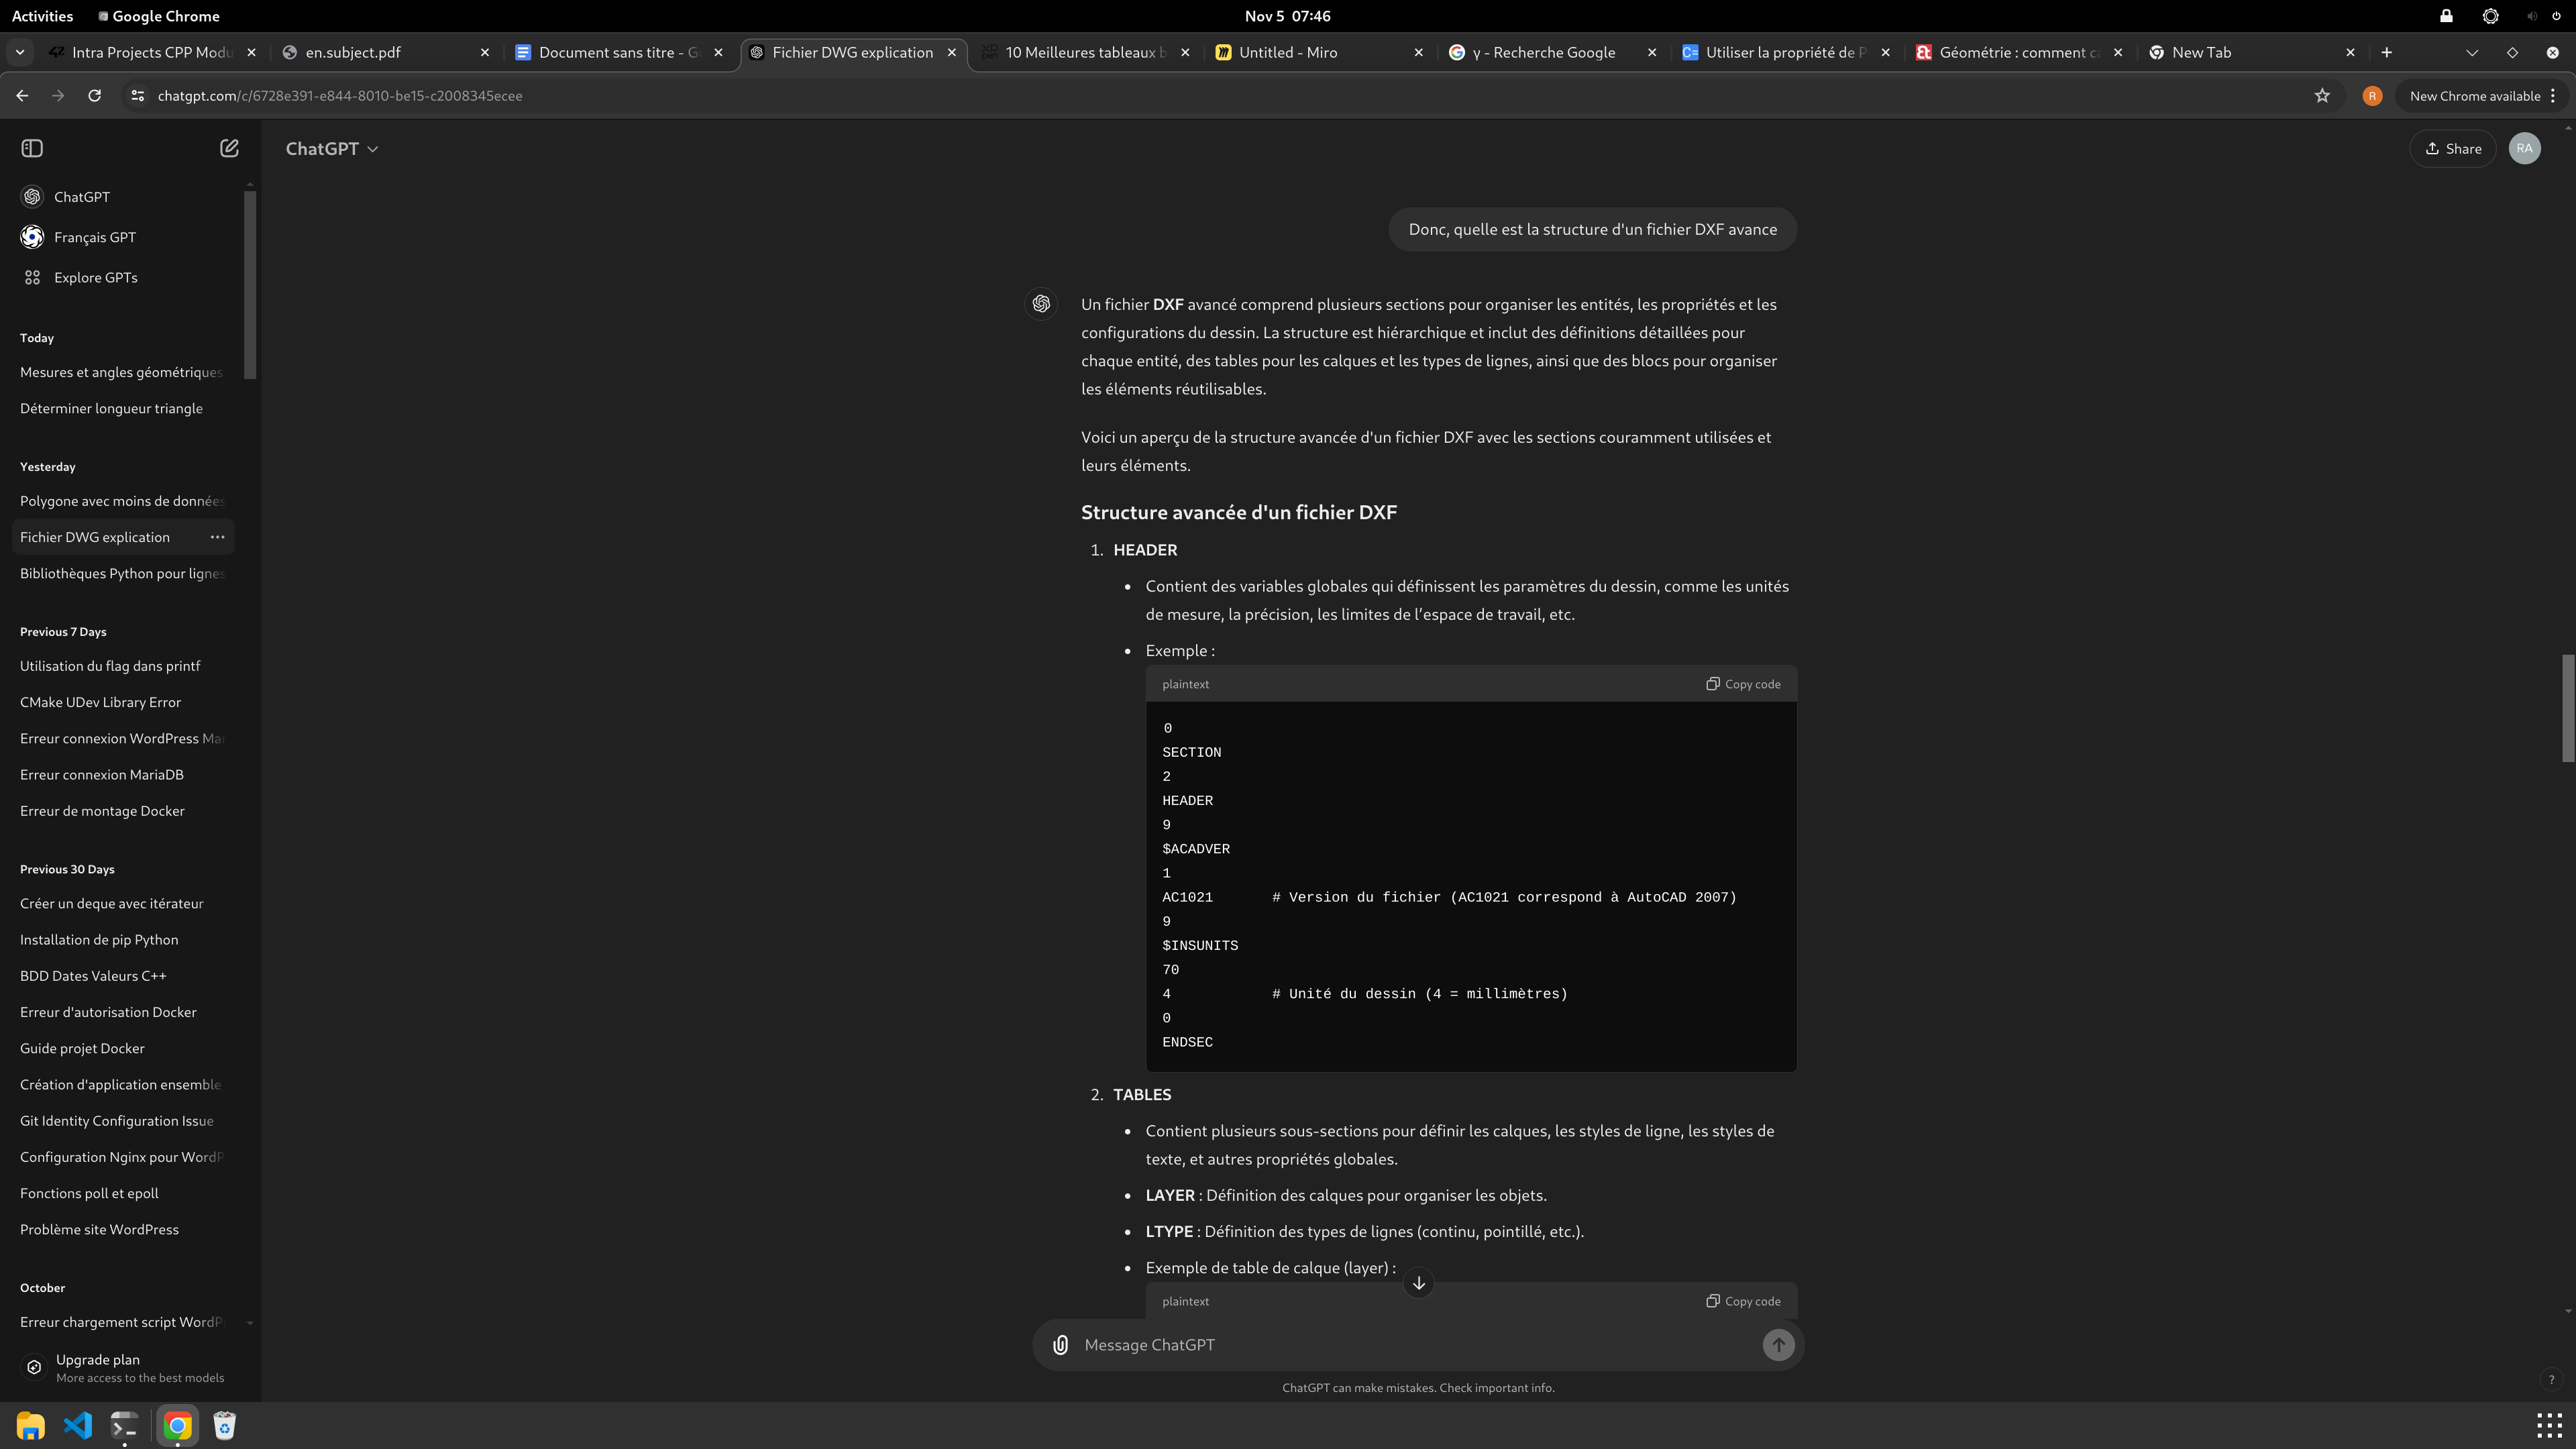 Activities Google Chrome Nov 5 07:46
Intra Projects CPP Modu en.subject.pdf Document sans titre - G Fichier DWG explication 10 Meilleures tableaux b Untitled - Miro γ - Recherche Google Utiliser la propriété de P Géométrie : comment ca New Tab
chatgpt.com/c/6728e391-e844-8010-be15-c2008345ecee R New Chrome available
ChatGPT Share RA
ChatGPT
Français GPT
Explore GPTs
Today
Mesures et angles géométriques
Déterminer longueur triangle
Yesterday
Polygone avec moins de données
Fichier DWG explication
Bibliothèques Python pour lignes
Previous 7 Days
Utilisation du flag dans printf
CMake UDev Library Error
Erreur connexion WordPress Mar
Erreur connexion MariaDB
Erreur de montage Docker
Previous 30 Days
Créer un deque avec itérateur
Installation de pip Python
BDD Dates Valeurs C++
Erreur d'autorisation Docker
Guide projet Docker
Création d'application ensemble
Git Identity Configuration Issue
Configuration Nginx pour WordP
Fonctions poll et epoll
Problème site WordPress
October
Erreur chargement script WordPr
Upgrade plan
More access to the best models
Donc, quelle est la structure d'un fichier DXF avance
Un fichier DXF avancé comprend plusieurs sections pour organiser les entités, les propriétés et les
configurations du dessin. La structure est hiérarchique et inclut des définitions détaillées pour
chaque entité, des tables pour les calques et les types de lignes, ainsi que des blocs pour organiser
les éléments réutilisables.
Voici un aperçu de la structure avancée d'un fichier DXF avec les sections couramment utilisées et
leurs éléments.
Structure avancée d'un fichier DXF
1. HEADER
• Contient des variables globales qui définissent les paramètres du dessin, comme les unités
de mesure, la précision, les limites de l’espace de travail, etc.
• Exemple :
plaintext Copy code
0
SECTION
2
HEADER
9
$ACADVER
1
AC1021 # Version du fichier (AC1021 correspond à AutoCAD 2007)
9
$INSUNITS
70
4 # Unité du dessin (4 = millimètres)
0
ENDSEC
2. TABLES
• Contient plusieurs sous-sections pour définir les calques, les styles de ligne, les styles de
texte, et autres propriétés globales.
• LAYER : Définition des calques pour organiser les objets.
• LTYPE : Définition des types de lignes (continu, pointillé, etc.).
• Exemple de table de calque (layer) :
plaintext Copy code
Message ChatGPT
ChatGPT can make mistakes. Check important info.
?